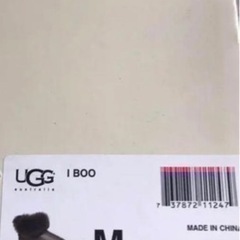 UGG
australia
I BOO
7 37872 11247
M
MADE IN CHINA